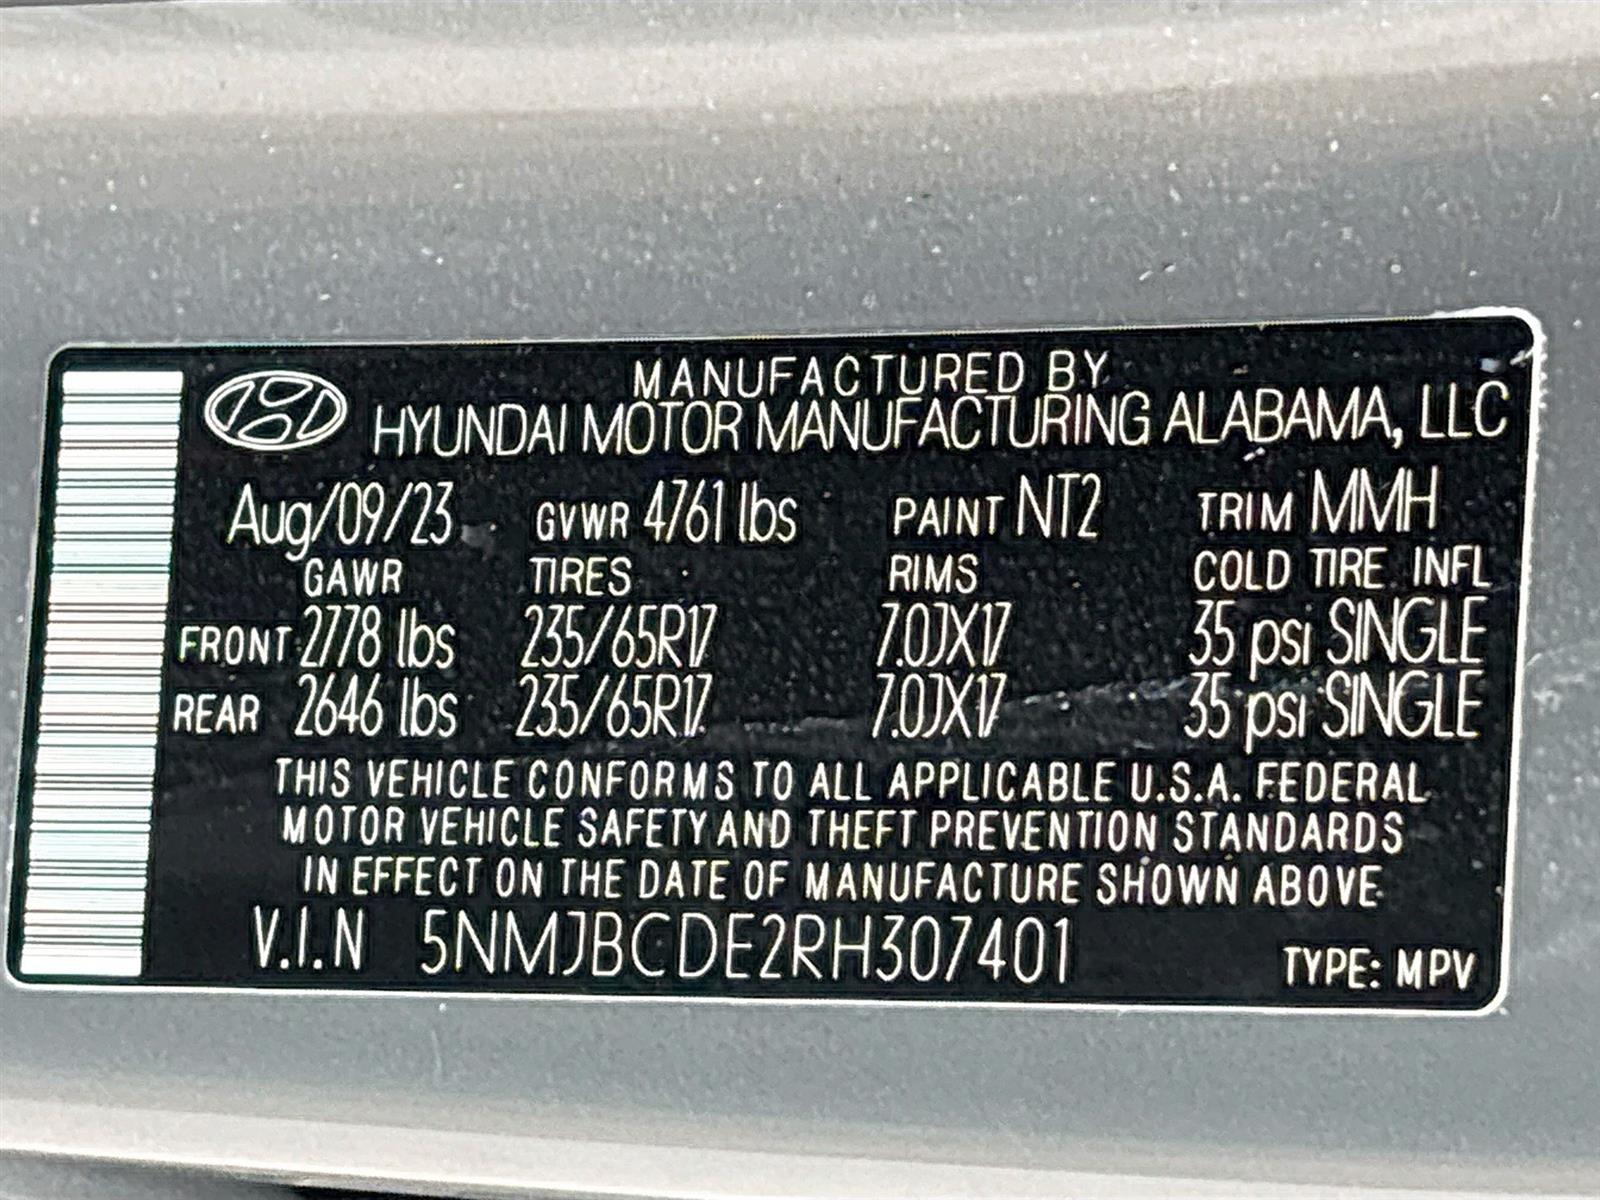 MANUFACTURED BY
HYUNDAI MOTOR MANUFACTURING ALABAMA, LLC
Aug/09/23 GVWR 4761 lbs PAINT NT2 TRIM MMH
GAWR TIRES RIMS COLD TIRE INFL
FRONT 2778 lbs 235/65R17 7.0JX17 35 psi SINGLE
REAR 2646 lbs 235/65R17 7.0JX17 35 psi SINGLE
THIS VEHICLE CONFORMS TO ALL APPLICABLE U.S.A. FEDERAL
MOTOR VEHICLE SAFETY AND THEFT PREVENTION STANDARDS
IN EFFECT ON THE DATE OF MANUFACTURE SHOWN ABOVE
V.I.N 5NMJBCDE2RH307401 TYPE: MPV